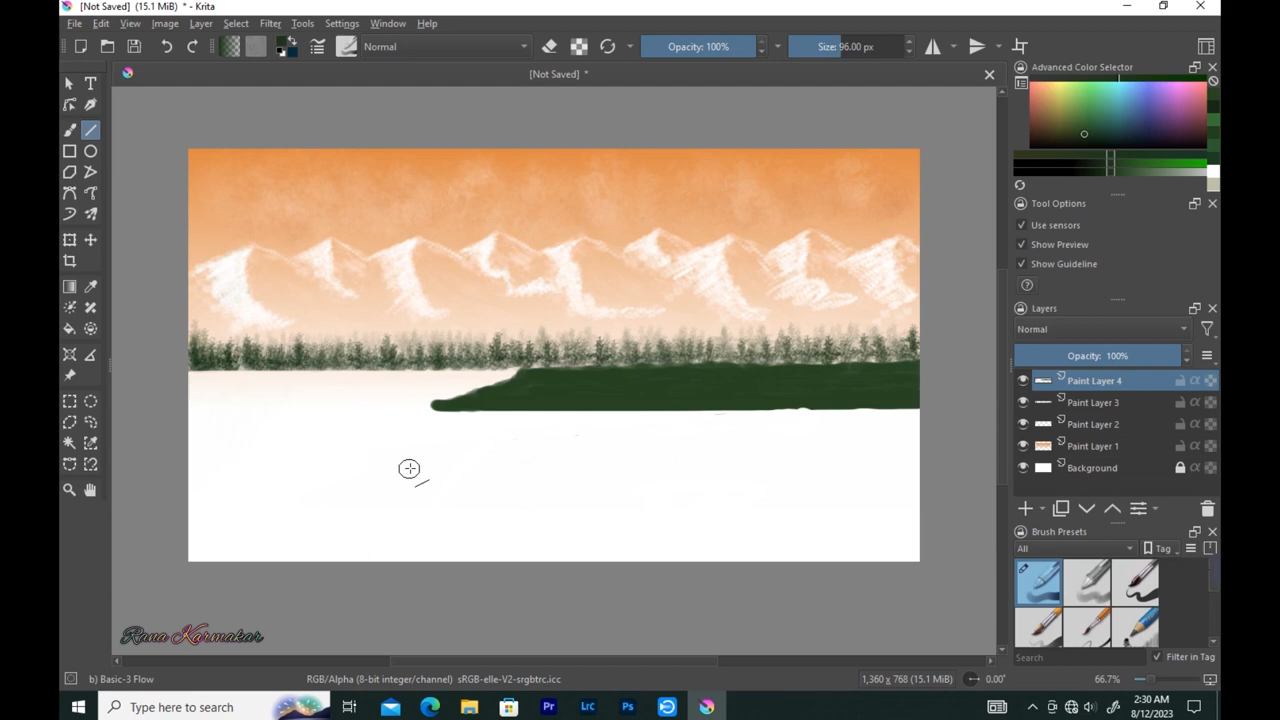 [Not Saved] (15.1 MiB) * - Krita
File Edit View Image Layer Select Filter Tools Settings Window Help
Normal
Opacity: 100%
Size: 96.00 px
[Not Saved] *
Advanced Color Selector
Tool Options
Use sensors
Show Preview
Show Guideline
Layers
Normal
Opacity: 100%
Paint Layer 4
Paint Layer 3
Paint Layer 2
Paint Layer 1
Background
Brush Presets
All
Tag
Search
Filter in Tag
Rana Karmakar
b) Basic-3 Flow
RGB/Alpha (8-bit integer/channel) sRGB-elle-V2-srgbtrc.icc
1,360 x 768 (15.1 MiB)
0.00°
66.7%
Type here to search
Pr
Lrc
Ps
2:30 AM
8/12/2023